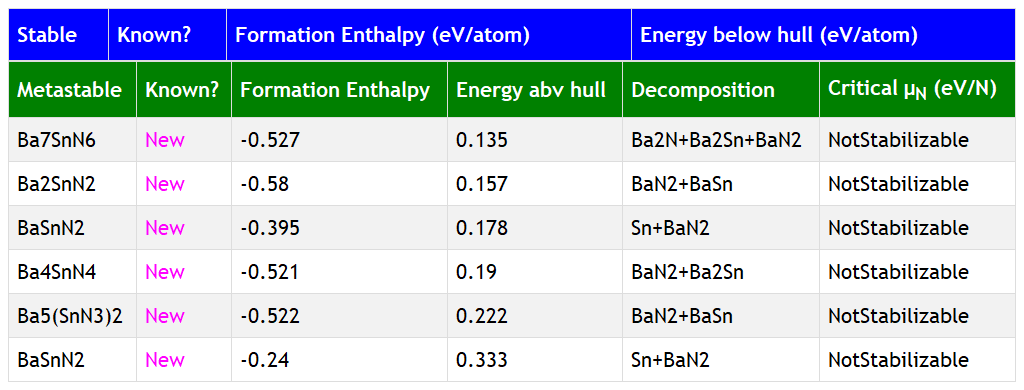 Stable Known? Formation Enthalpy (eV/atom) Energy below hull (eV/atom)
Metastable Known? Formation Enthalpy Energy abv hull Decomposition Critical μN (eV/N)
Ba7SnN6 New -0.527 0.135 Ba2N+Ba2Sn+BaN2 NotStabilizable
Ba2SnN2 New -0.58 0.157 BaN2+BaSn NotStabilizable
BaSnN2 New -0.395 0.178 Sn+BaN2 NotStabilizable
Ba4SnN4 New -0.521 0.19 BaN2+Ba2Sn NotStabilizable
Ba5(SnN3)2 New -0.522 0.222 BaN2+BaSn NotStabilizable
BaSnN2 New -0.24 0.333 Sn+BaN2 NotStabilizable